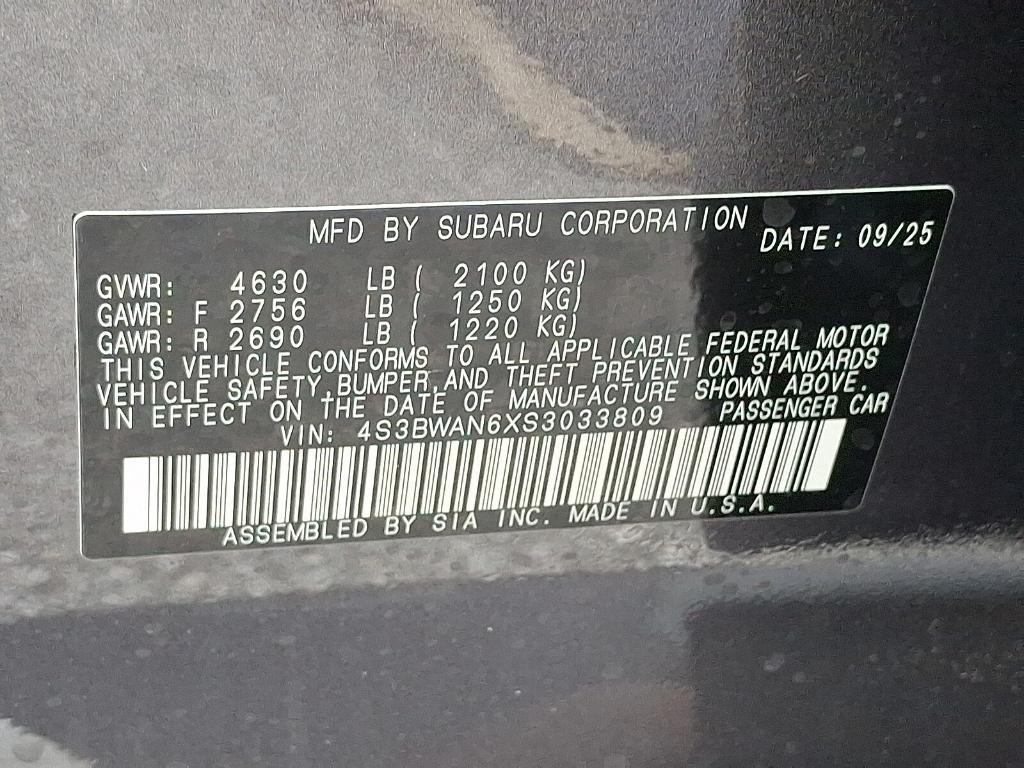 MFD BY SUBARU CORPORATION DATE: 09/25
GVWR: 4630 LB ( 2100 KG)
GAWR: F 2756 LB ( 1250 KG)
GAWR: R 2690 LB ( 1220 KG)
THIS VEHICLE CONFORMS TO ALL APPLICABLE FEDERAL MOTOR
VEHICLE SAFETY, BUMPER, AND THEFT PREVENTION STANDARDS
IN EFFECT ON THE DATE OF MANUFACTURE SHOWN ABOVE.
VIN: 4S3BWAN6XS3033809 PASSENGER CAR
ASSEMBLED BY SIA INC. MADE IN U.S.A.